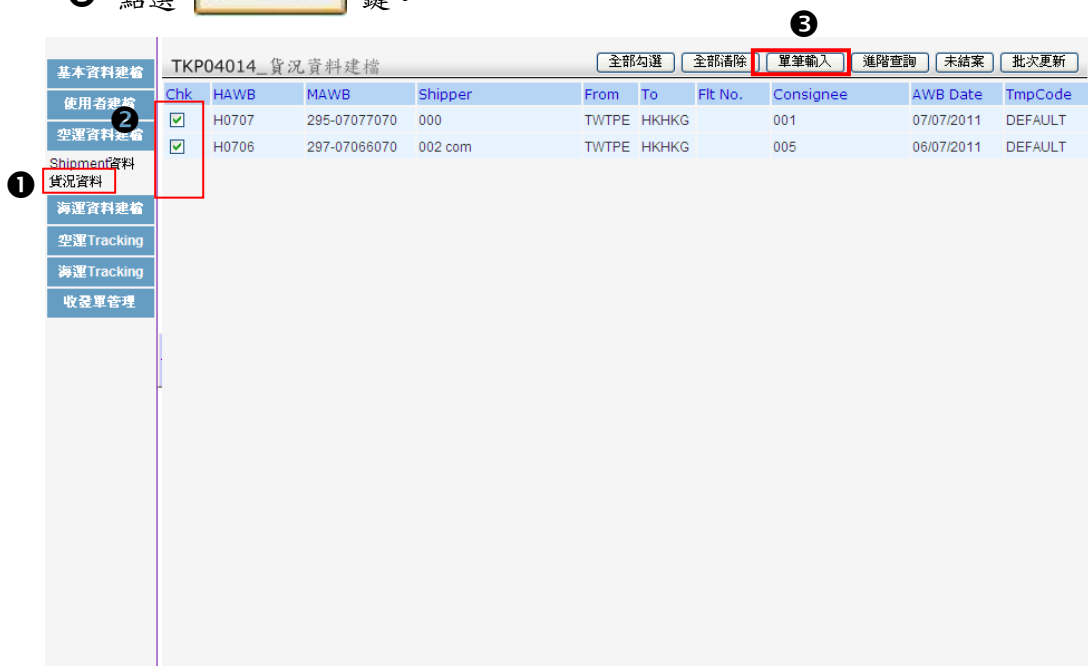 點選 鍵。
❸
TKP04014_貨況資料建檔 全部勾選 全部清除 單筆輸入 進階查詢 未結案 批次更新
基本資料建檔
使用者建檔
❷
空運資料建檔
Shipment資料
❶ 貨況資料
海運資料建檔
空運Tracking
海運Tracking
收發單管理
Chk HAWB MAWB Shipper From To Flt No. Consignee AWB Date TmpCode
H0707 295-07077070 000 TWTPE HKHKG 001 07/07/2011 DEFAULT
H0706 297-07066070 002 com TWTPE HKHKG 005 06/07/2011 DEFAULT